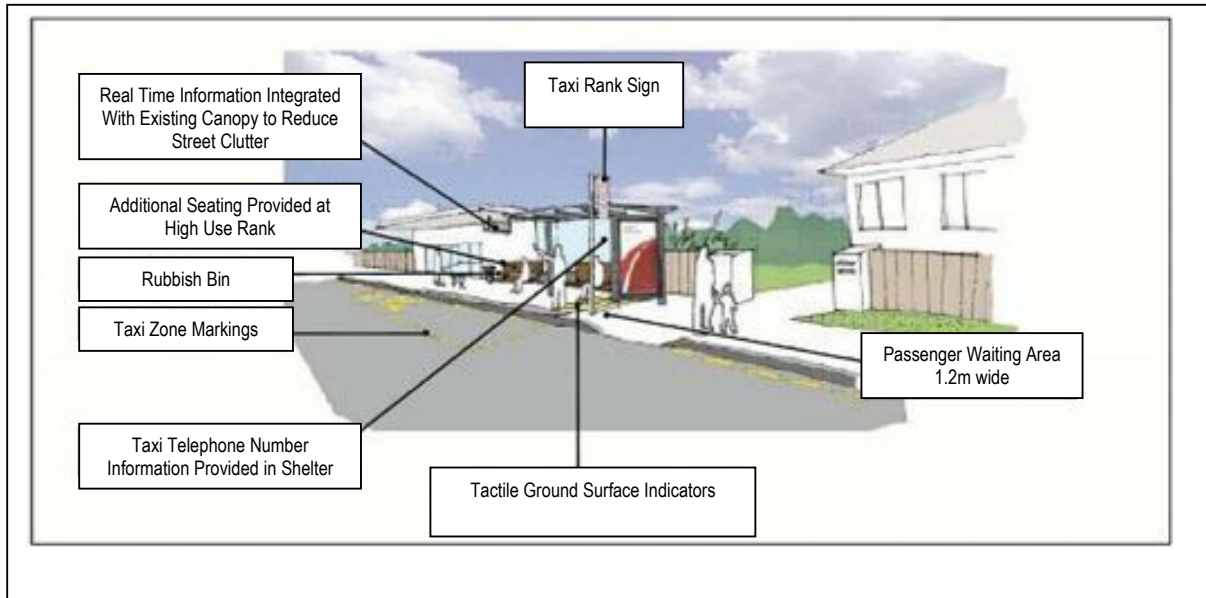 Real Time Information Integrated
With Existing Canopy to Reduce
Street Clutter
Taxi Rank Sign
Additional Seating Provided at
High Use Rank
Rubbish Bin
Taxi Zone Markings
Passenger Waiting Area
1.2m wide
Taxi Telephone Number
Information Provided in Shelter
Tactile Ground Surface Indicators